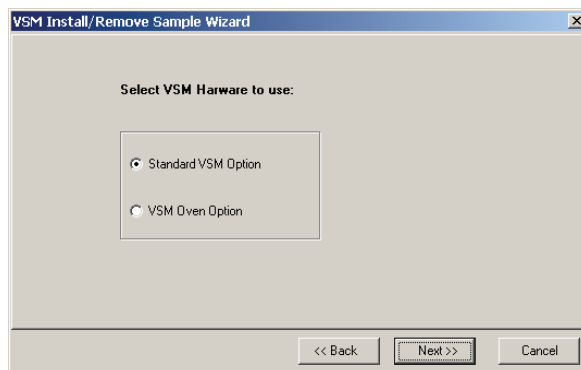 VSM Install/Remove Sample Wizard
Select VSM Harware to use:
Standard VSM Option
VSM Oven Option
<< Back
Next >>
Cancel